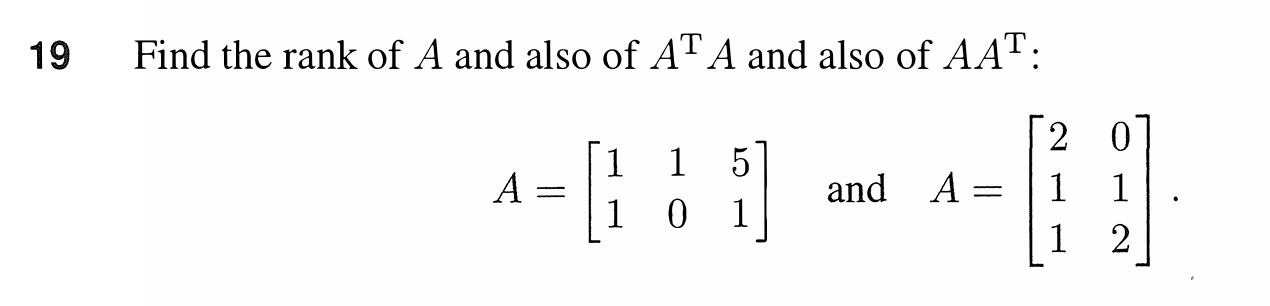 19 Find the rank of A and also of AᵀA and also of AAᵀ:
A = [1 1 5; 1 0 1] and A = [2 0; 1 1; 1 2].